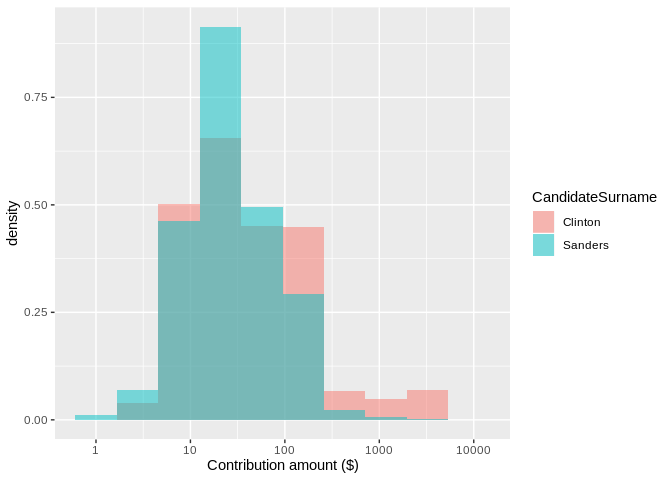 0.75
0.50
0.25
0.00
density
1
10
100
1000
10000
Contribution amount ($)
CandidateSurname
Clinton
Sanders